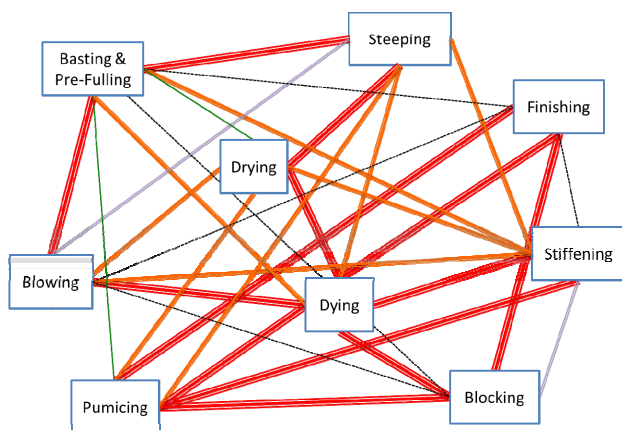 Steeping
Basting &
Pre-Fulling
Finishing
Drying
Stiffening
Blowing
Dying
Blocking
Pumicing